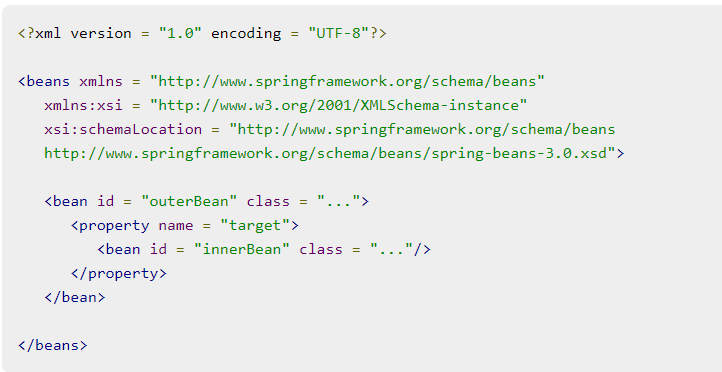 <?xml version = "1.0" encoding = "UTF-8"?>
<beans xmlns = "http://www.springframework.org/schema/beans"
xmlns:xsi = "http://www.w3.org/2001/XMLSchema-instance"
xsi:schemaLocation = "http://www.springframework.org/schema/beans
http://www.springframework.org/schema/beans/spring-beans-3.0.xsd">
<bean id = "outerBean" class = "...">
<property name = "target">
<bean id = "innerBean" class = "..."/>
</property>
</bean>
</beans>